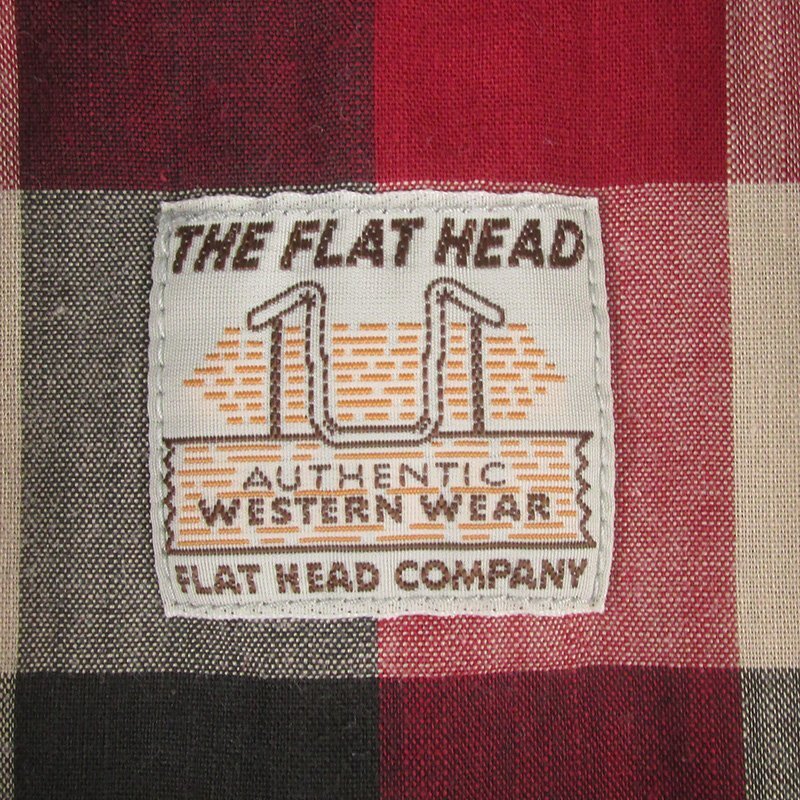 THE FLAT HEAD
AUTHENTIC
WESTERN WEAR
FLAT HEAD COMPANY